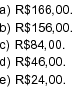 a) R$166,00.
b) R$156,00.
c) R$84,00.
d) R$46,00.
e) R$24,00.